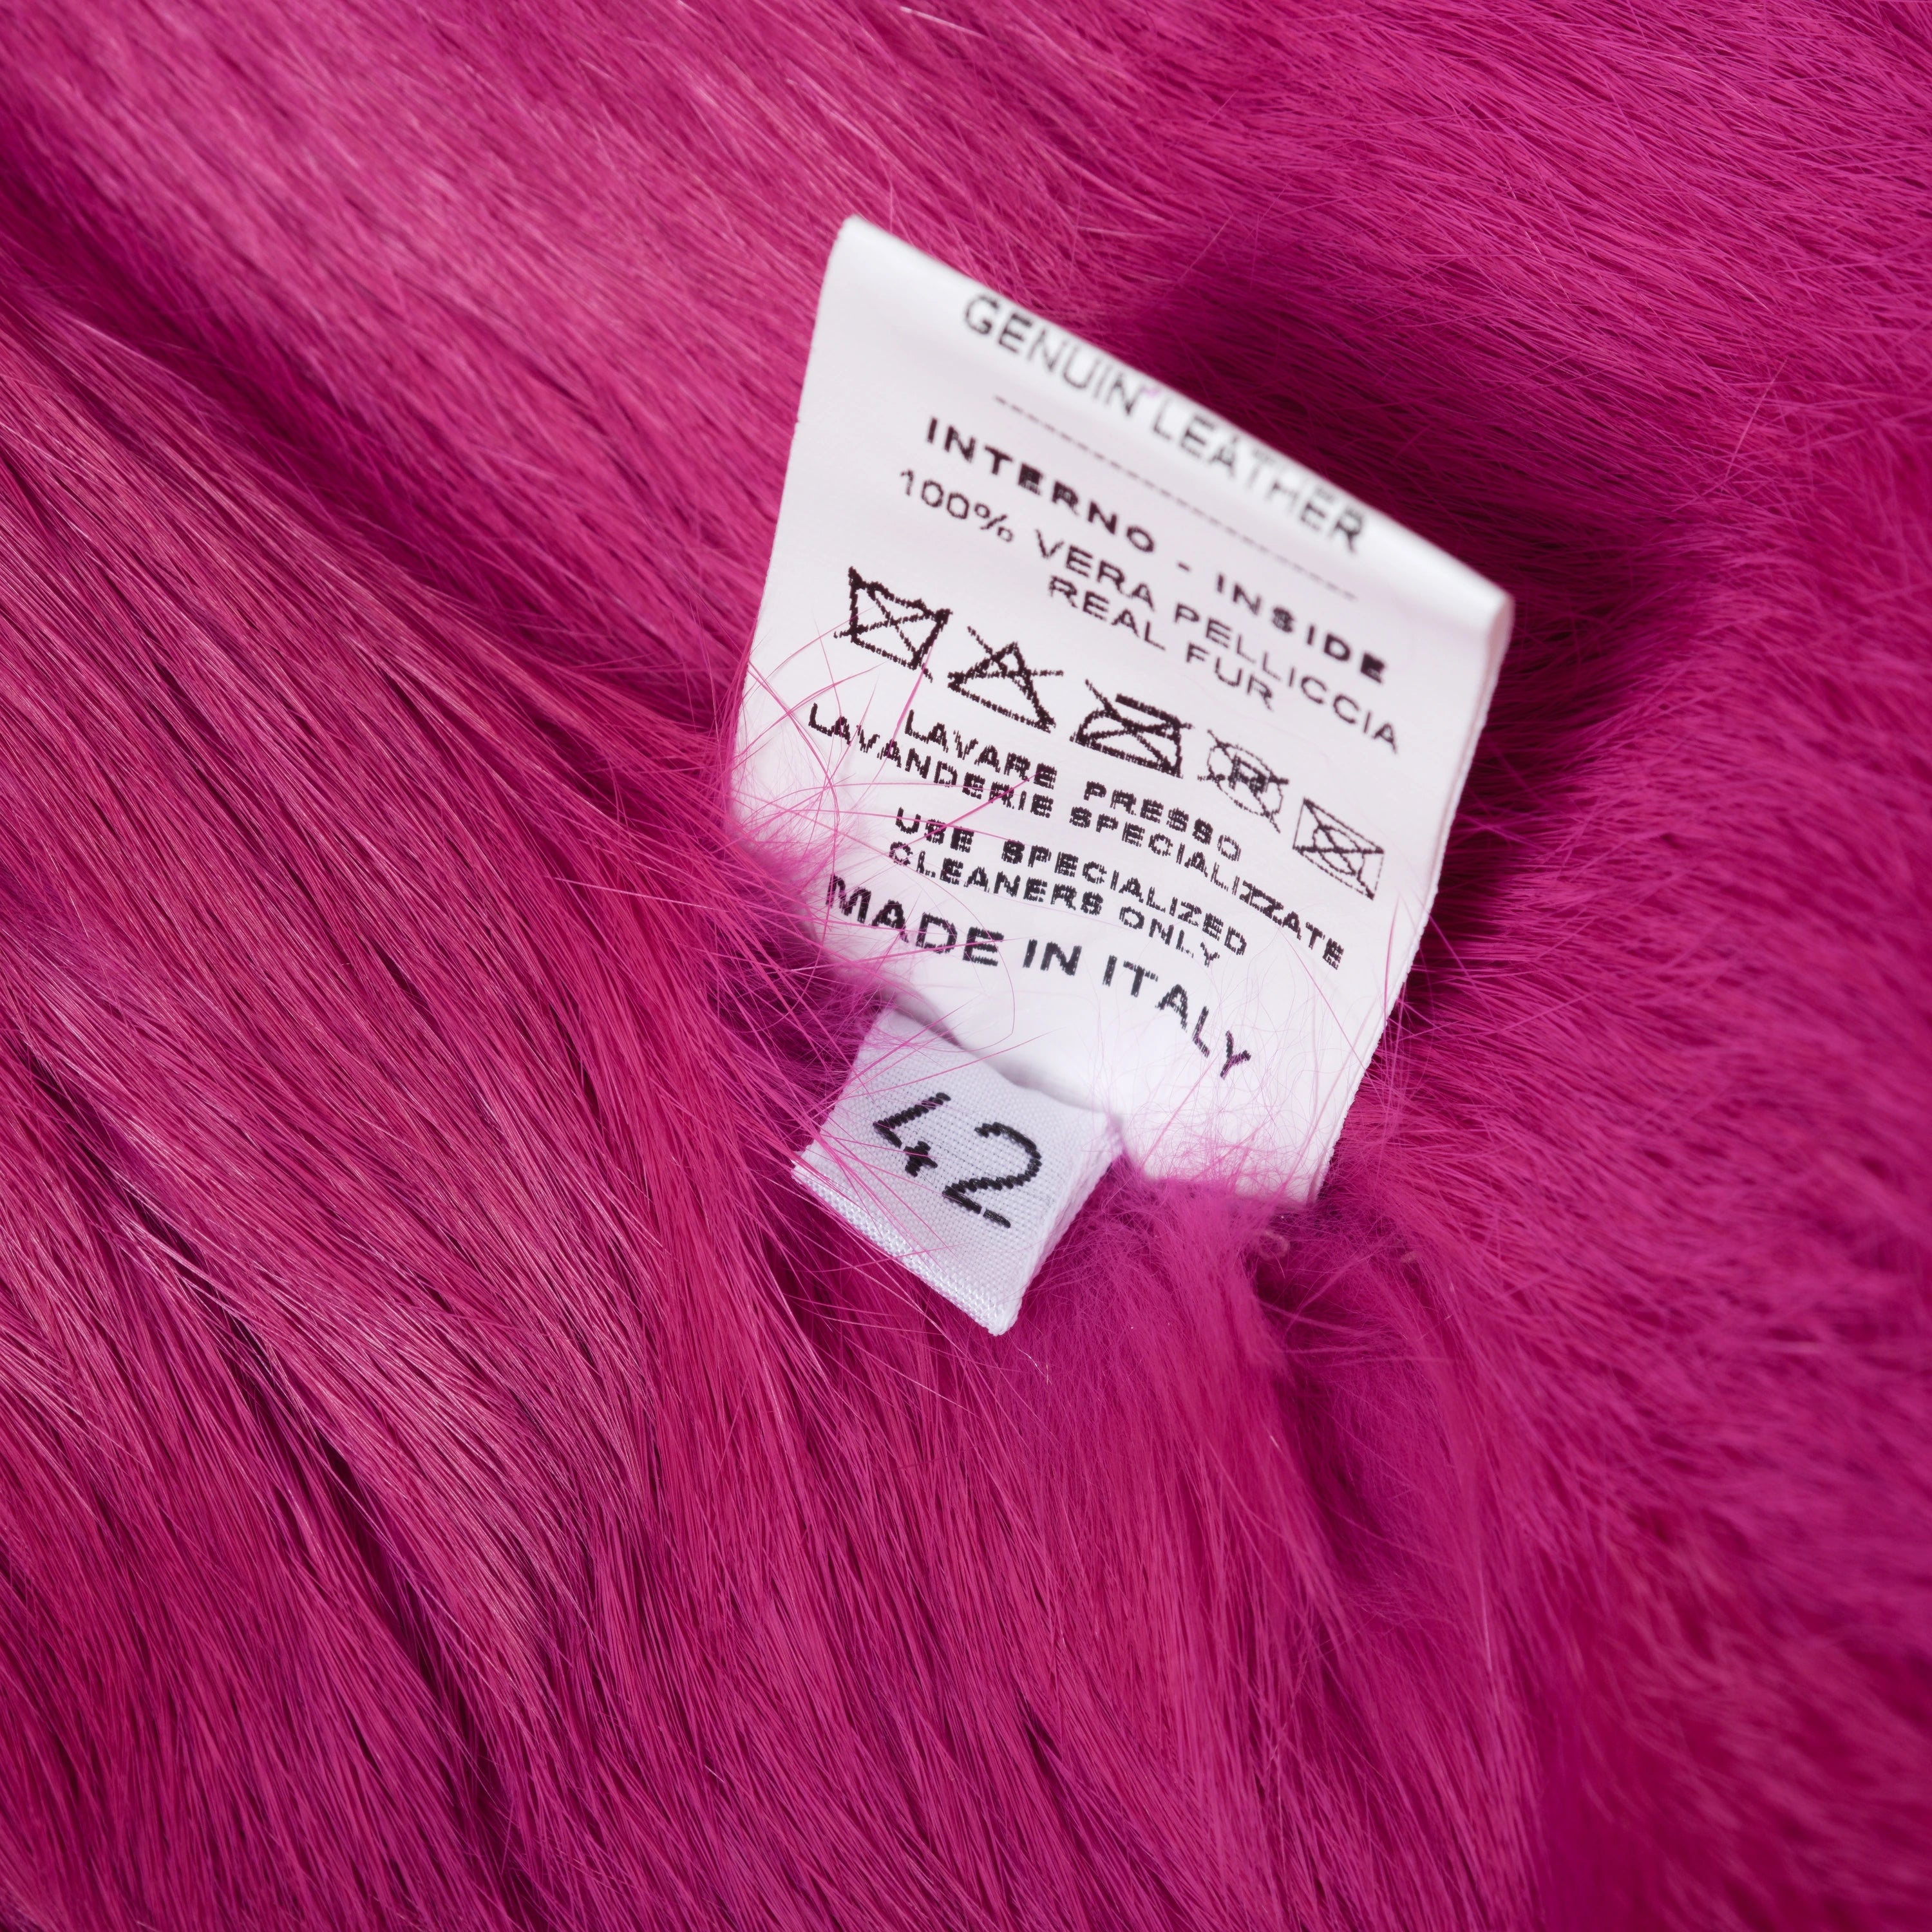 GENUIN LEATHER
INTERNO - INSIDE
100% VERA PELLICCIA
REAL FUR
LAVARE PRESSO
LAVANDERIE SPECIALIZZATE
USE SPECIALIZED
CLEANERS ONLY
MADE IN ITALY
42